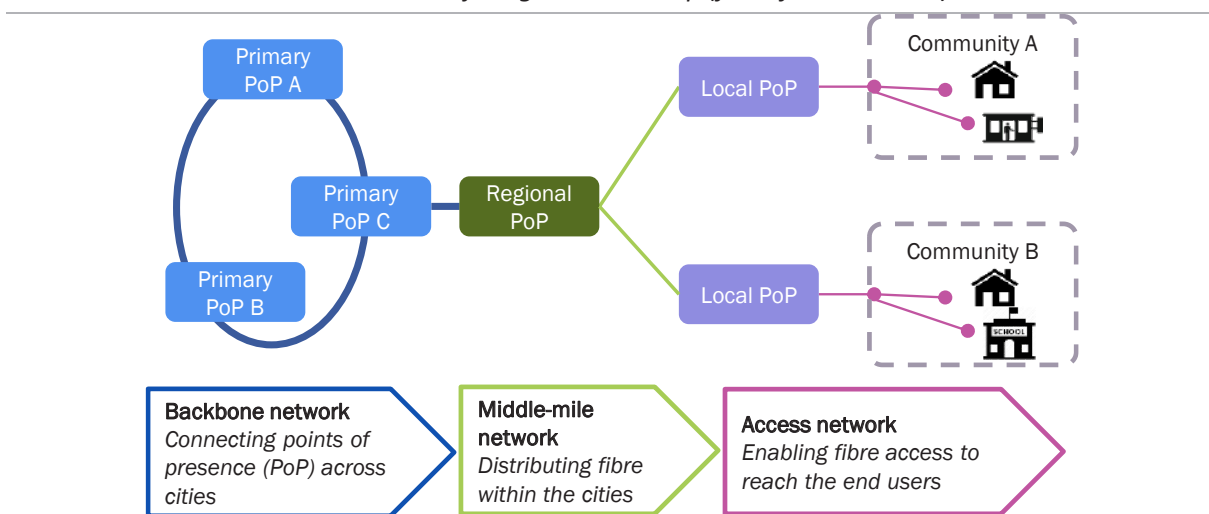 Primary
PoP A
Primary
PoP C
Primary
PoP B
Regional
PoP
Local PoP
Local PoP
Community A
Community B
SCHOOL
Backbone network
Connecting points of
presence (PoP) across
cities
Middle-mile
network
Distributing fibre
within the cities
Access network
Enabling fibre access to
reach the end users